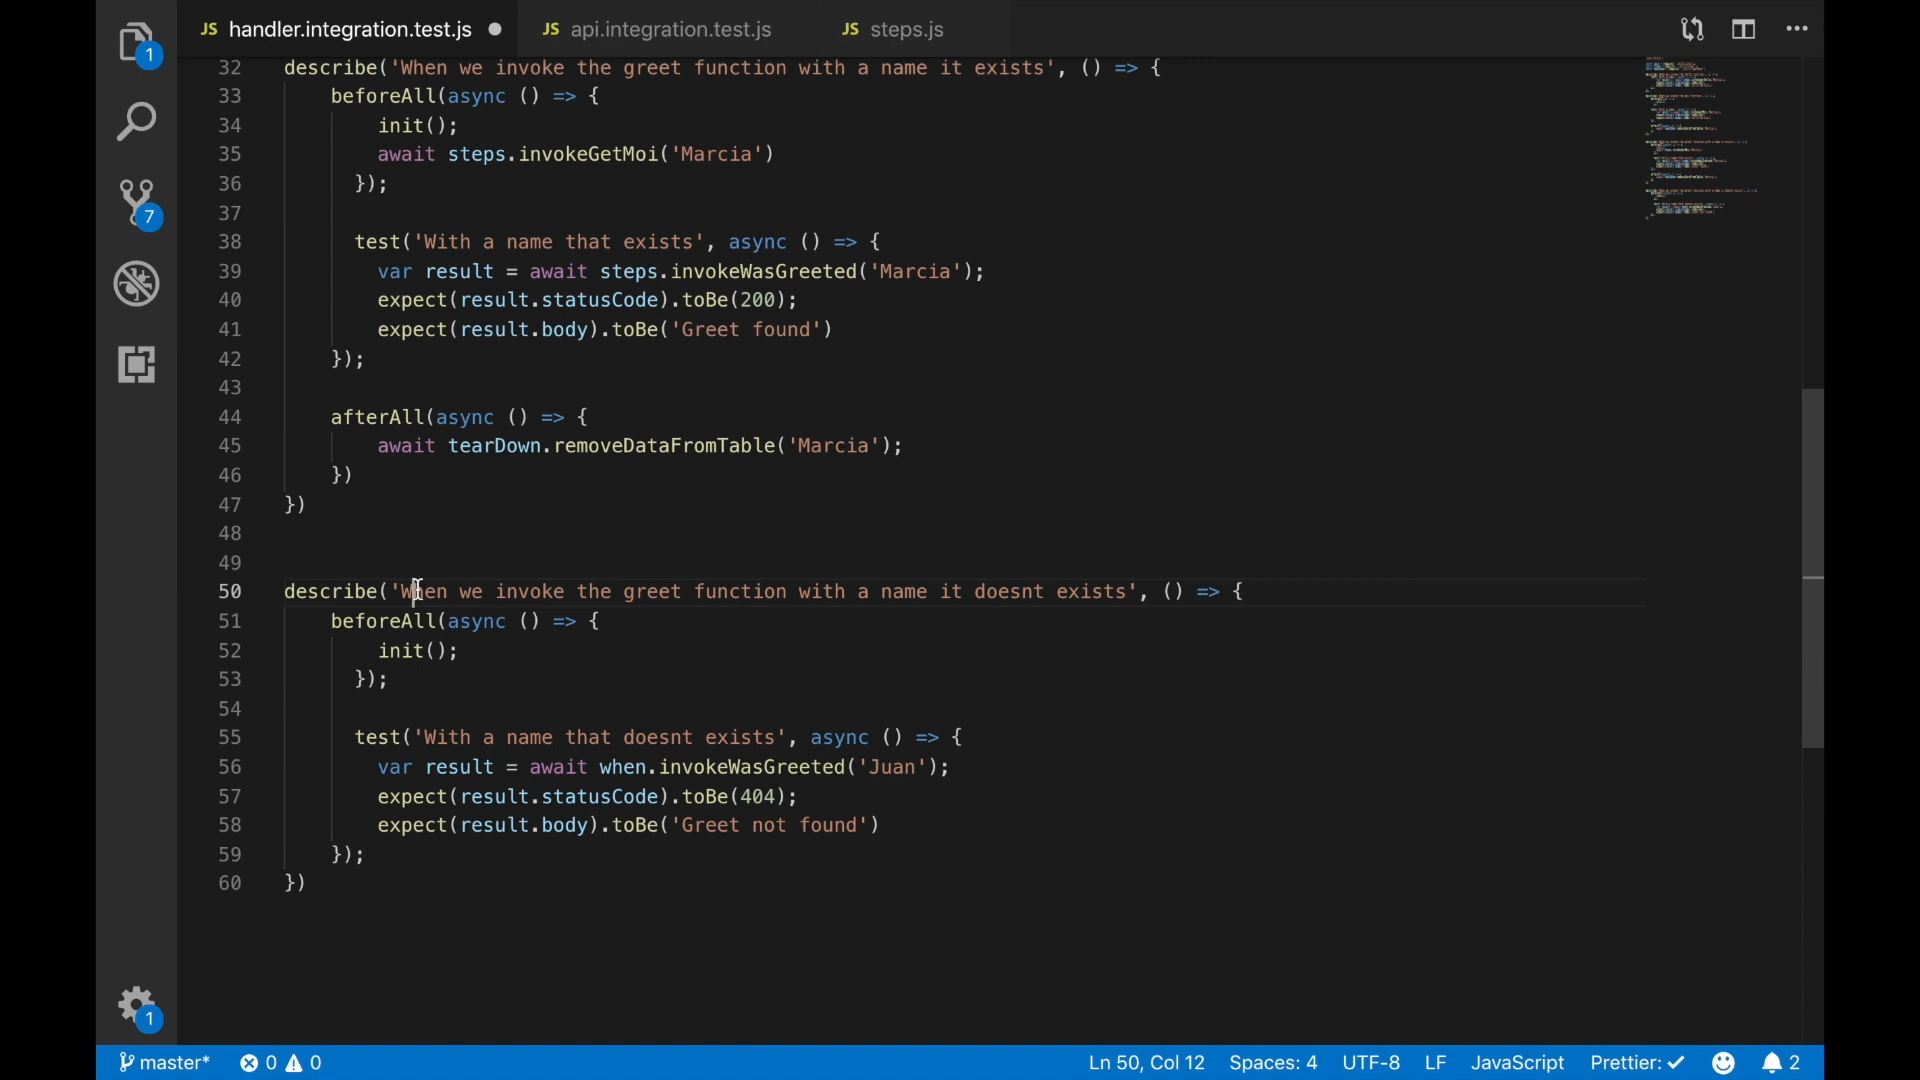 1
7
1
JS handler.integration.test.js JS api.integration.test.js JS steps.js
32 describe('When we invoke the greet function with a name it exists', () => {
33 beforeAll(async () => {
34 init();
35 await steps.invokeGetMoi('Marcia')
36 });
37
38 test('With a name that exists', async () => {
39 var result = await steps.invokeWasGreeted('Marcia');
40 expect(result.statusCode).toBe(200);
41 expect(result.body).toBe('Greet found')
42 });
43
44 afterAll(async () => {
45 await tearDown.removeDataFromTable('Marcia');
46 })
47 })
48
49
50 describe('When we invoke the greet function with a name it doesnt exists', () => {
51 beforeAll(async () => {
52 init();
53 });
54
55 test('With a name that doesnt exists', async () => {
56 var result = await when.invokeWasGreeted('Juan');
57 expect(result.statusCode).toBe(404);
58 expect(result.body).toBe('Greet not found')
59 });
60 })
master* 0 0 Ln 50, Col 12 Spaces: 4 UTF-8 LF JavaScript Prettier: ✓ 2